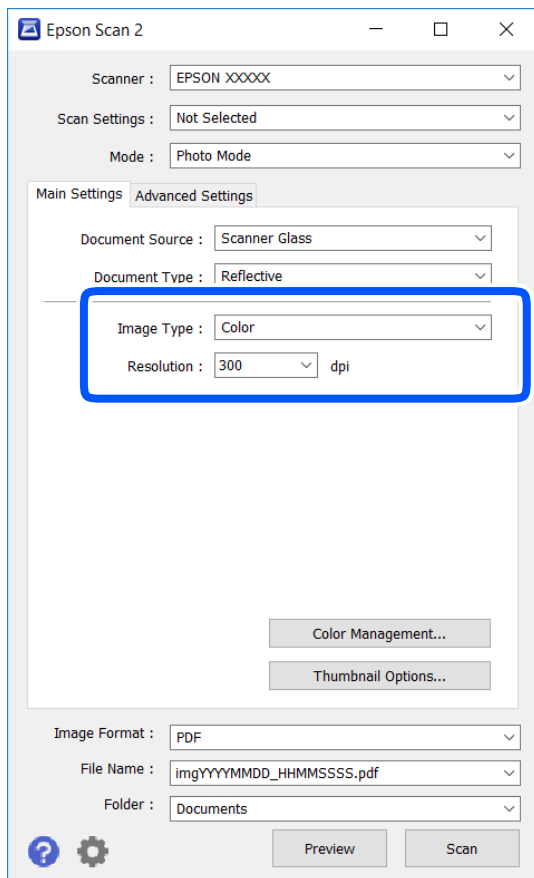 Epson Scan 2
Scanner : EPSON XXXXX
Scan Settings : Not Selected
Mode : Photo Mode
Main Settings Advanced Settings
Document Source : Scanner Glass
Document Type : Reflective
Image Type : Color
Resolution : 300 dpi
Color Management...
Thumbnail Options...
Image Format : PDF
File Name : imgYYYYMMDD_HHMMSSSS.pdf
Folder : Documents
? Preview Scan